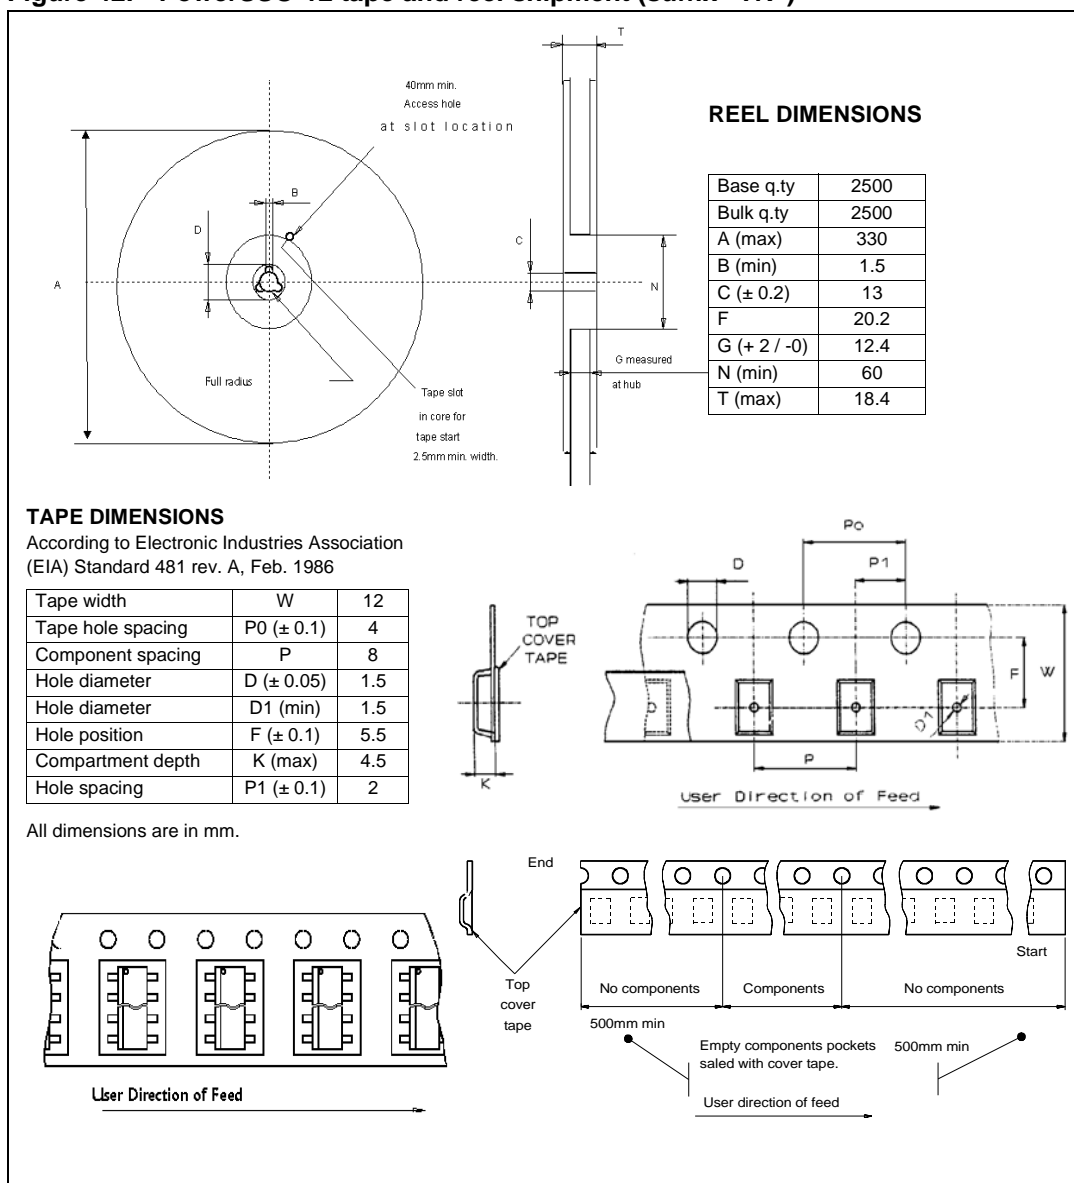 T
40mm min.
Access hole
at slot location
REEL DIMENSIONS
B
D
C
A
N
Full radius
Tape slot
in core for
tape start
2.5mm min. width.
G measured
at hub
Base q.ty 2500
Bulk q.ty 2500
A (max) 330
B (min) 1.5
C (± 0.2) 13
F 20.2
G (+ 2 / -0) 12.4
N (min) 60
T (max) 18.4
TAPE DIMENSIONS
According to Electronic Industries Association
(EIA) Standard 481 rev. A, Feb. 1986
Tape width W 12
Tape hole spacing P0 (± 0.1) 4
Component spacing P 8
Hole diameter D (± 0.05) 1.5
Hole diameter D1 (min) 1.5
Hole position F (± 0.1) 5.5
Compartment depth K (max) 4.5
Hole spacing P1 (± 0.1) 2
All dimensions are in mm.
TOP
COVER
TAPE
K
Po
D
P1
F
W
D1
P
User Direction of Feed
User Direction of Feed
End
Start
Top
cover
tape
No components
Components
No components
500mm min
Empty components pockets
saled with cover tape.
500mm min
User direction of feed